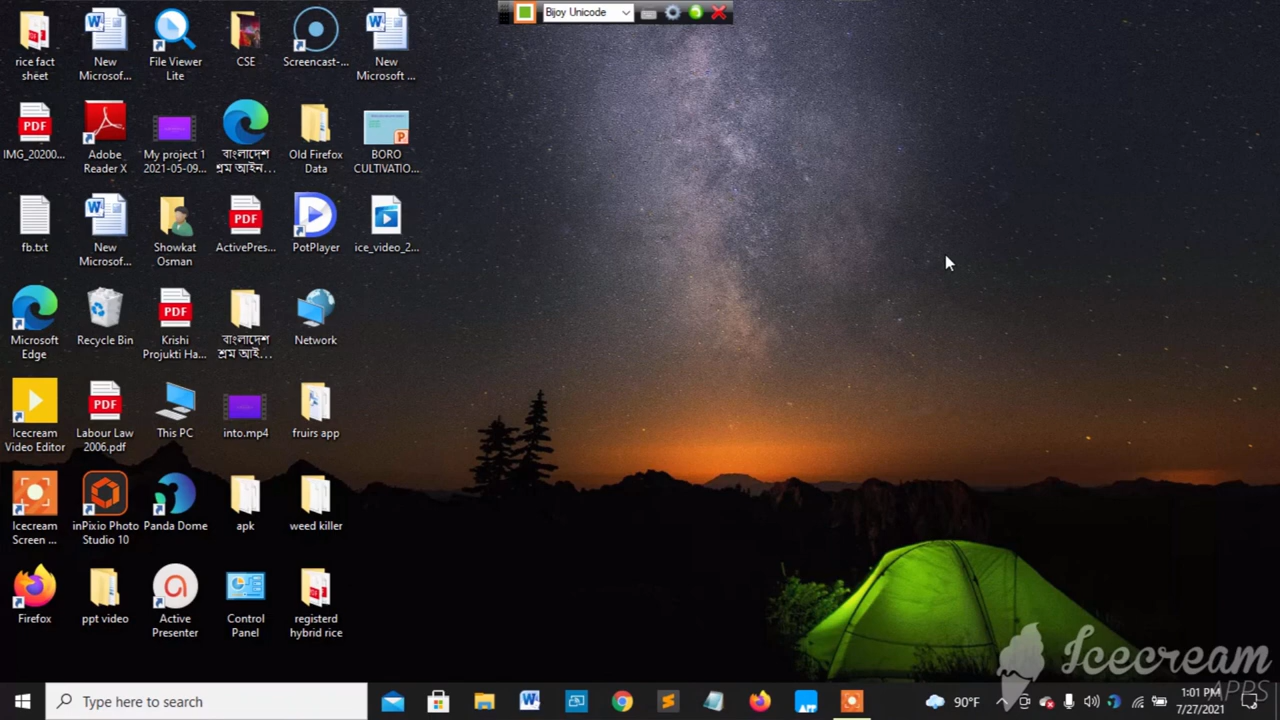 Bijoy Unicode
rice fact
sheet
New
Microsof...
File Viewer
Lite
CSE
Screencast-...
New
Microsoft ...
IMG_20200...
Adobe
Reader X
My project 1
2021-05-09...
বাংলাদেশ
শ্রম আইন...
Old Firefox
Data
BORO
CULTIVATIO...
fb.txt
New
Microsof...
Showkat
Osman
ActivePres...
PotPlayer
ice_video_2...
Microsoft
Edge
Recycle Bin
Krishi
Projukti Ha...
বাংলাদেশ
শ্রম আই...
Network
Icecream
Video Editor
Labour Law
2006.pdf
This PC
into.mp4
fruirs app
Icecream
Screen ...
inPixio Photo
Studio 10
Panda Dome
apk
weed killer
Firefox
ppt video
Active
Presenter
Control
Panel
registerd
hybrid rice
Icecream
APPS
Type here to search
90°F
1:01 PM
7/27/2021